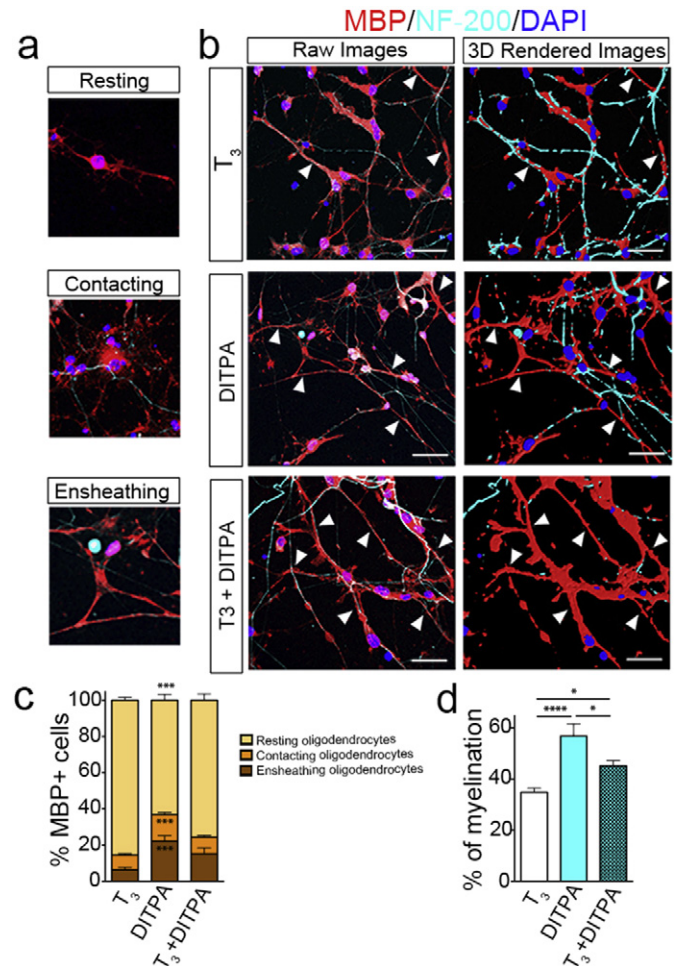 MBP/NF-200/DAPI
a
b
Raw Images
3D Rendered Images
Resting
Contacting
Ensheathing
T3
DITPA
T3 + DITPA
c
***
100
80
60
40
20
0
% MBP+ cells
***
***
T3
DITPA
T3+DITPA
Resting oligodendrocytes
Contacting oligodendrocytes
Ensheathing oligodendrocytes
d
*
****
*
60
40
20
0
% of myelination
T3
DITPA
T3+DITPA